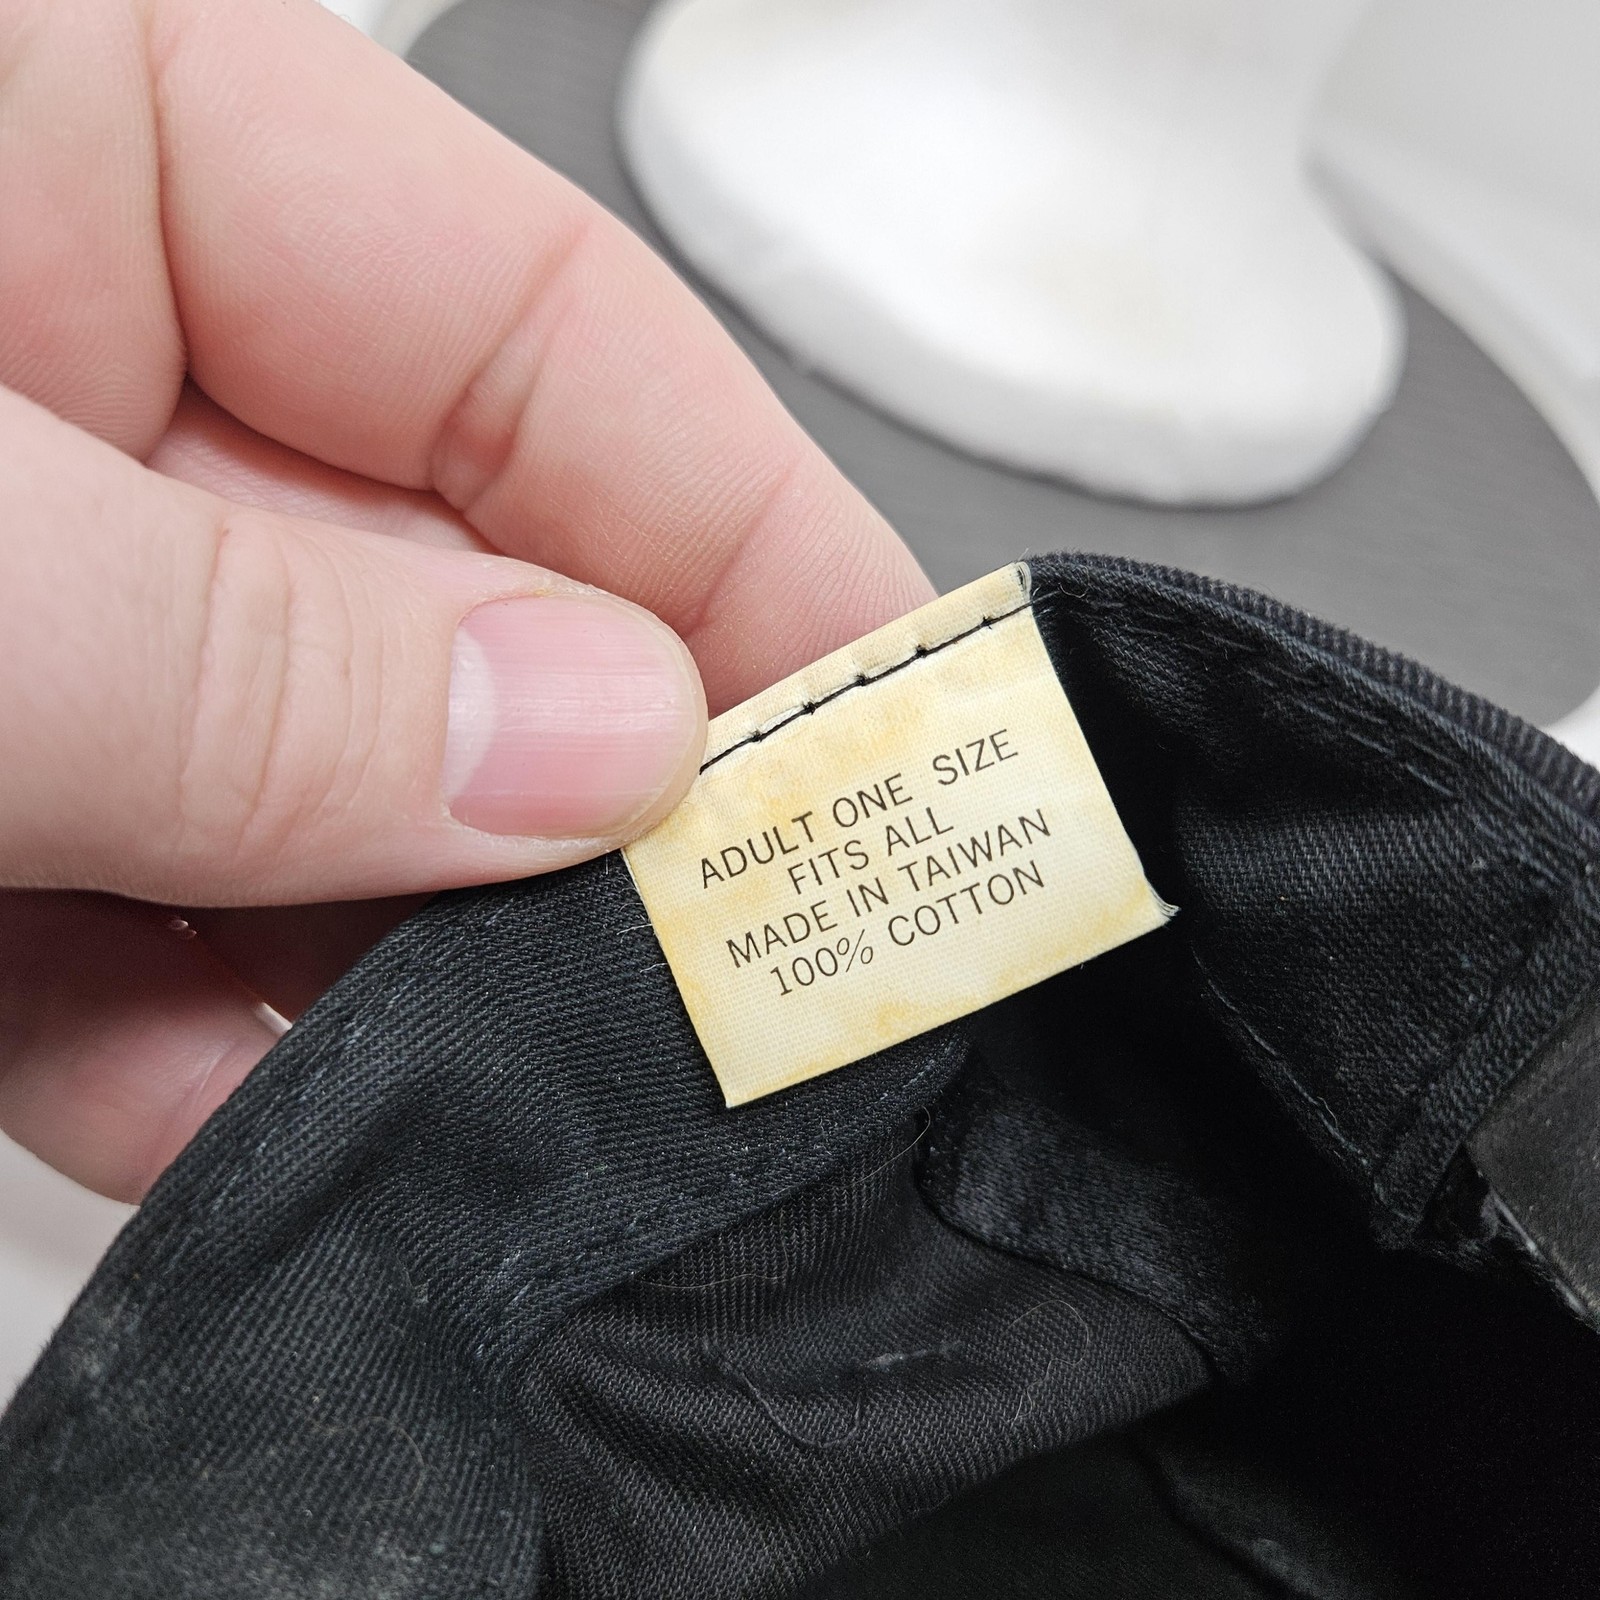 ADULT ONE SIZE
FITS ALL
MADE IN TAIWAN
100% COTTON